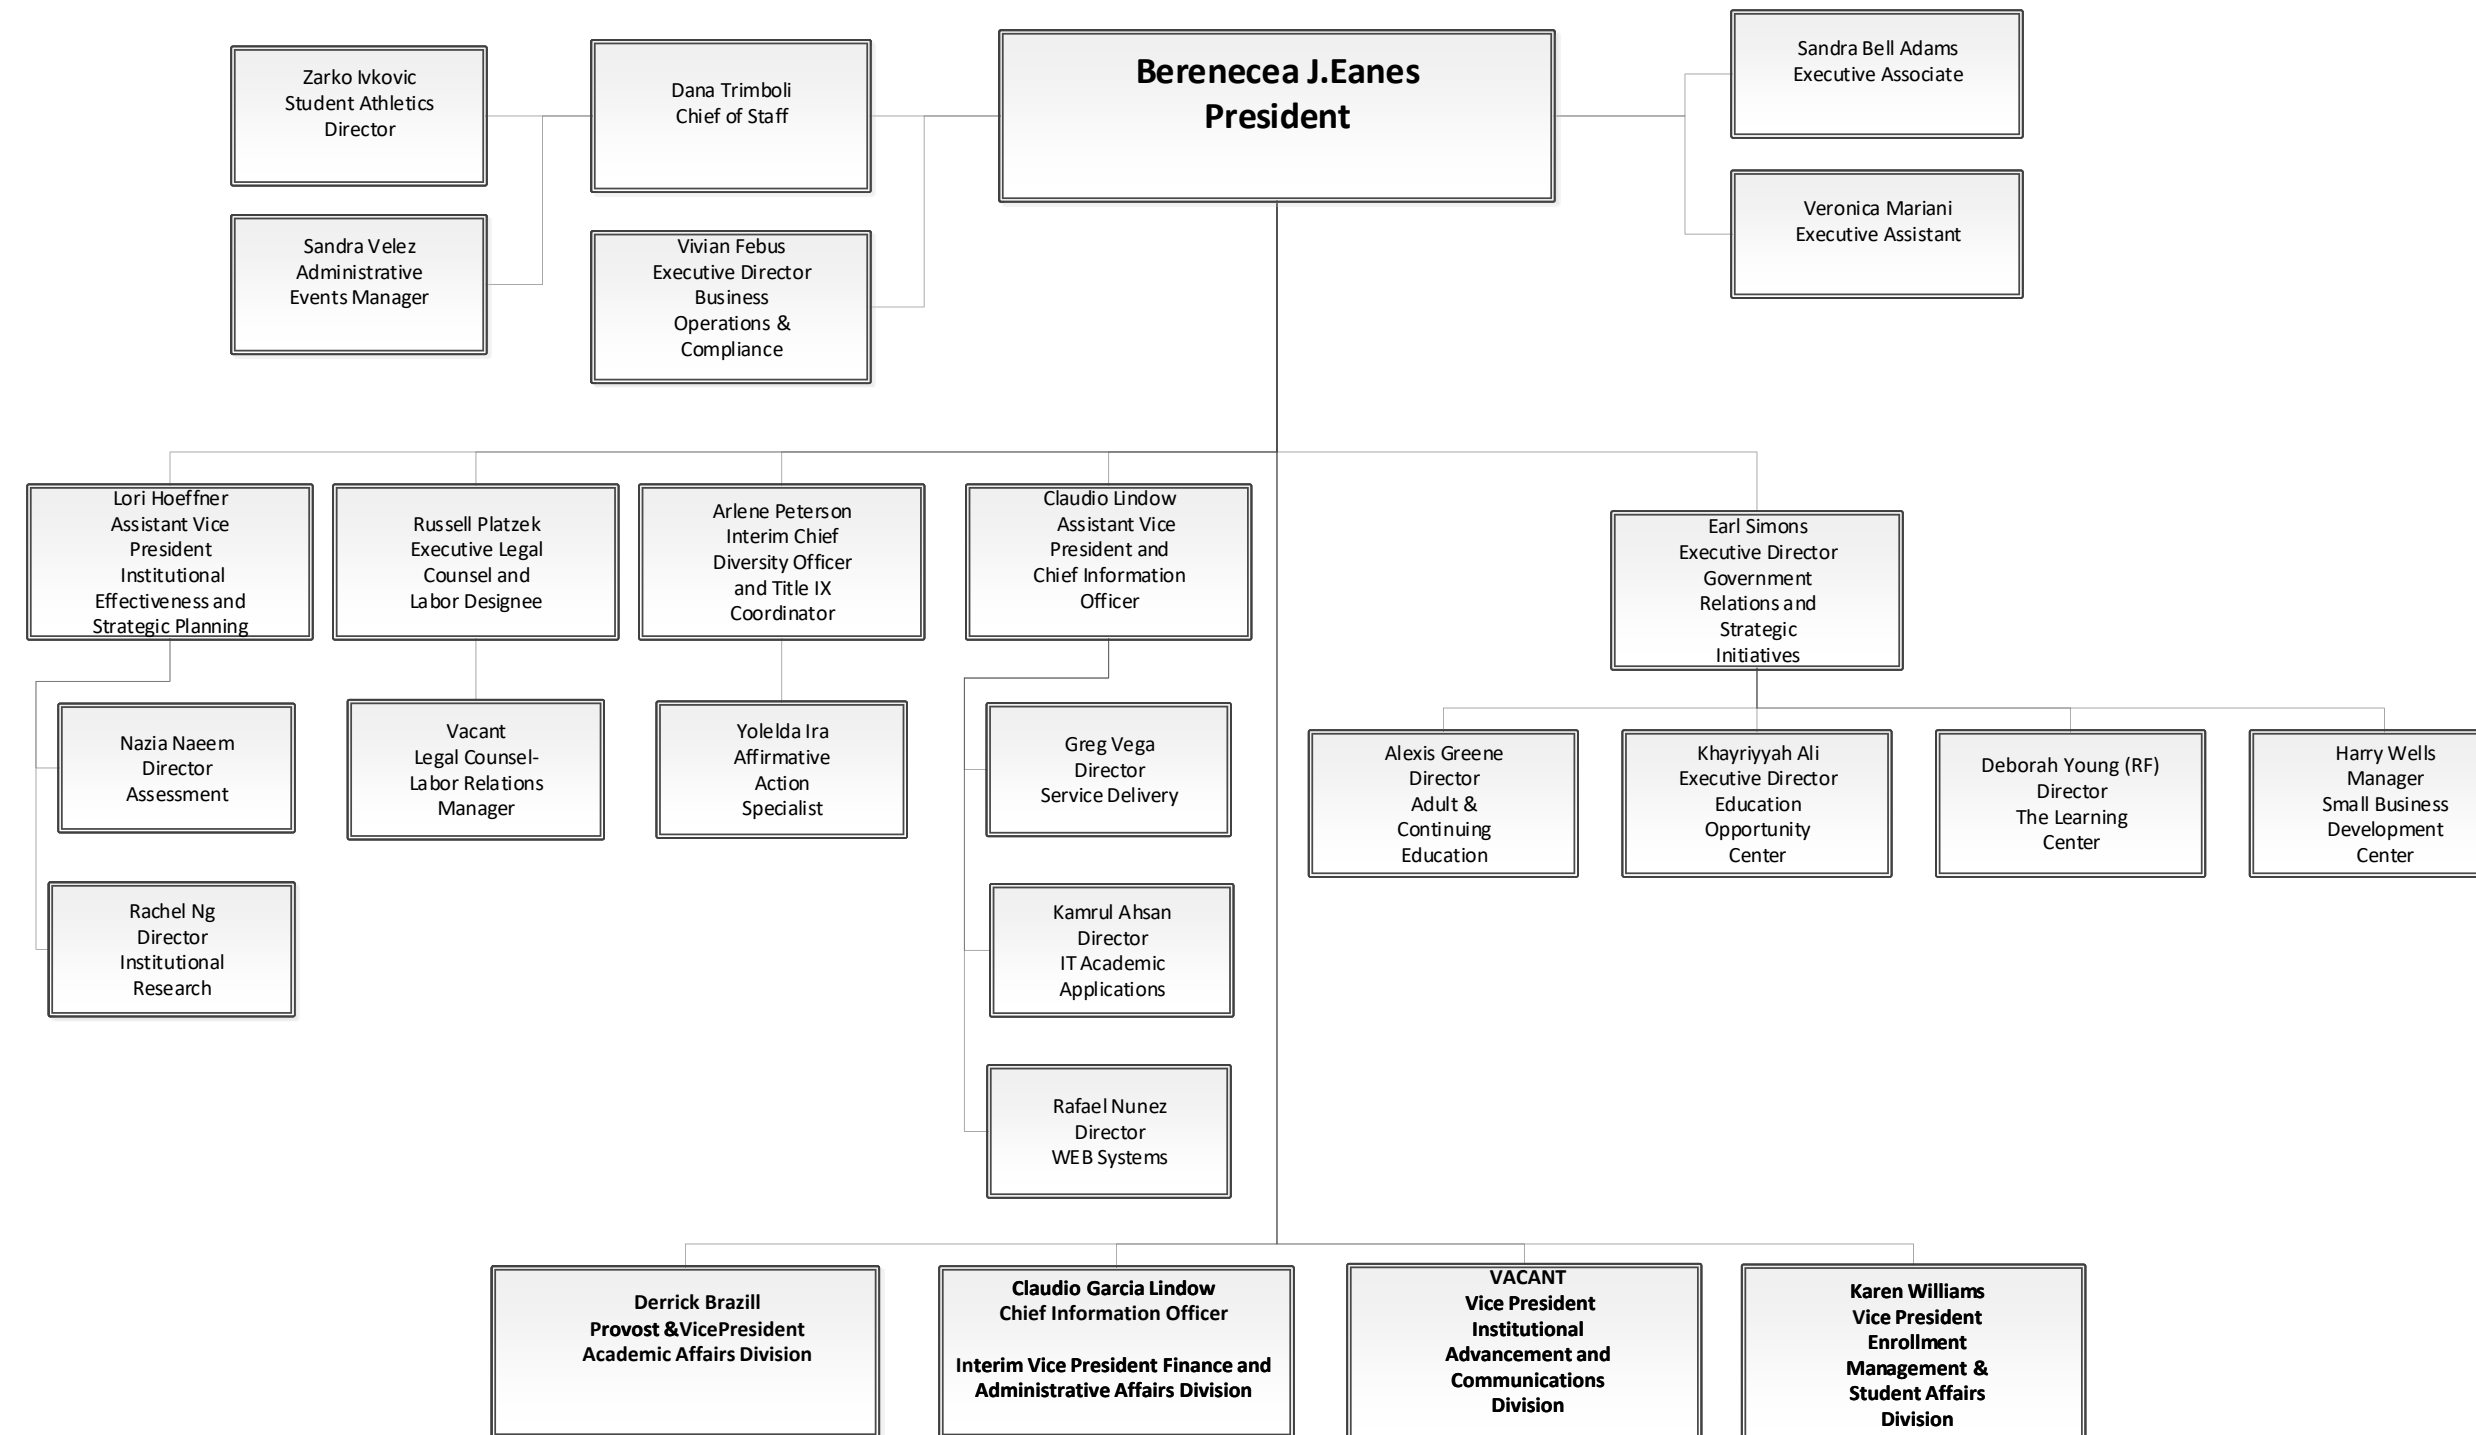 Zarko Ivkovic
Student Athletics
Director
Dana Trimboli
Chief of Staff
Berenecea J.Eanes
President
Sandra Bell Adams
Executive Associate
Sandra Velez
Administrative
Events Manager
Vivian Febus
Executive Director
Business
Operations &
Compliance
Veronica Mariani
Executive Assistant
Lori Hoeffner
Assistant Vice
President
Institutional
Effectiveness and
Strategic Planning
Russell Platzek
Executive Legal
Counsel and
Labor Designee
Arlene Peterson
Interim Chief
Diversity Officer
and Title IX
Coordinator
Claudio Lindow
Assistant Vice
President and
Chief Information
Officer
Earl Simons
Executive Director
Government
Relations and
Strategic
Initiatives
Nazia Naeem
Director
Assessment
Vacant
Legal Counsel-
Labor Relations
Manager
Yolelda Ira
Affirmative
Action
Specialist
Greg Vega
Director
Service Delivery
Alexis Greene
Director
Adult &
Continuing
Education
Khayriyyah Ali
Executive Director
Education
Opportunity
Center
Deborah Young (RF)
Director
The Learning
Center
Harry Wells
Manager
Small Business
Development
Center
Rachel Ng
Director
Institutional
Research
Kamrul Ahsan
Director
IT Academic
Applications
Rafael Nunez
Director
WEB Systems
Derrick Brazill
Provost &VicePresident
Academic Affairs Division
Claudio Garcia Lindow
Chief Information Officer
Interim Vice President Finance and
Administrative Affairs Division
VACANT
Vice President
Institutional
Advancement and
Communications
Division
Karen Williams
Vice President
Enrollment
Management &
Student Affairs
Division